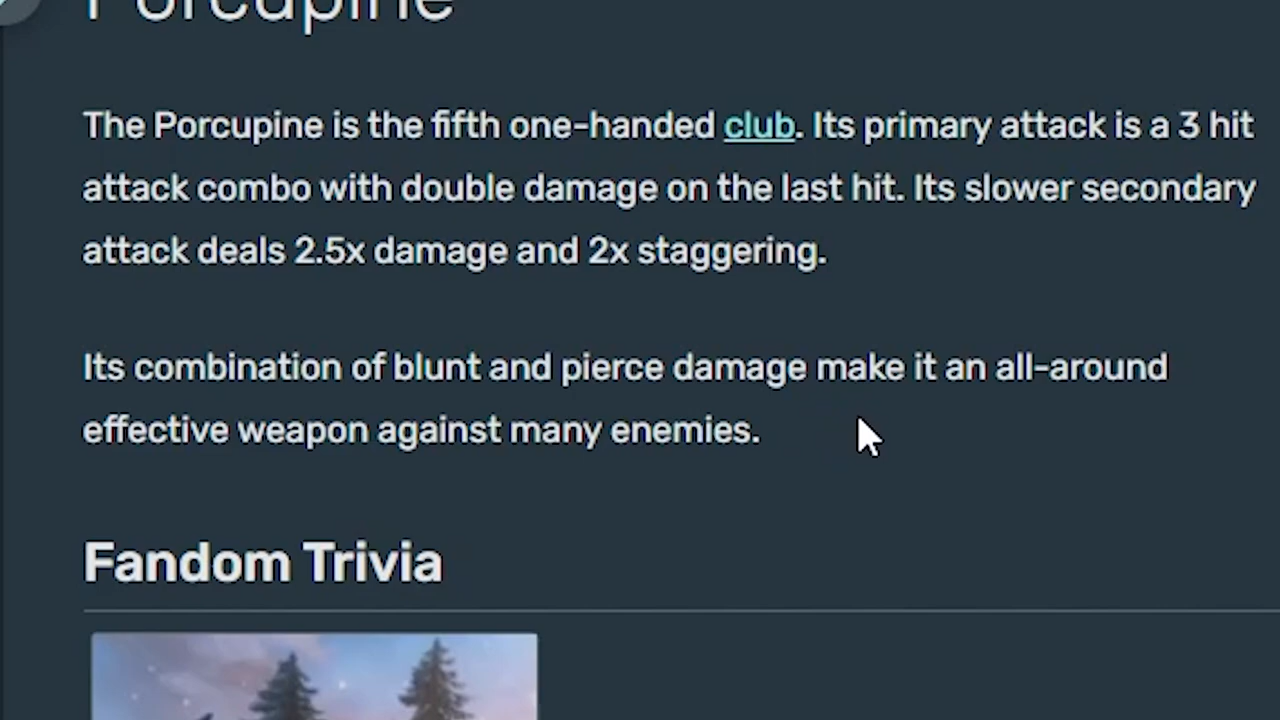 Porcupine
The Porcupine is the fifth one-handed club. Its primary attack is a 3 hit
attack combo with double damage on the last hit. Its slower secondary
attack deals 2.5x damage and 2x staggering.
Its combination of blunt and pierce damage make it an all-around
effective weapon against many enemies.
Fandom Trivia